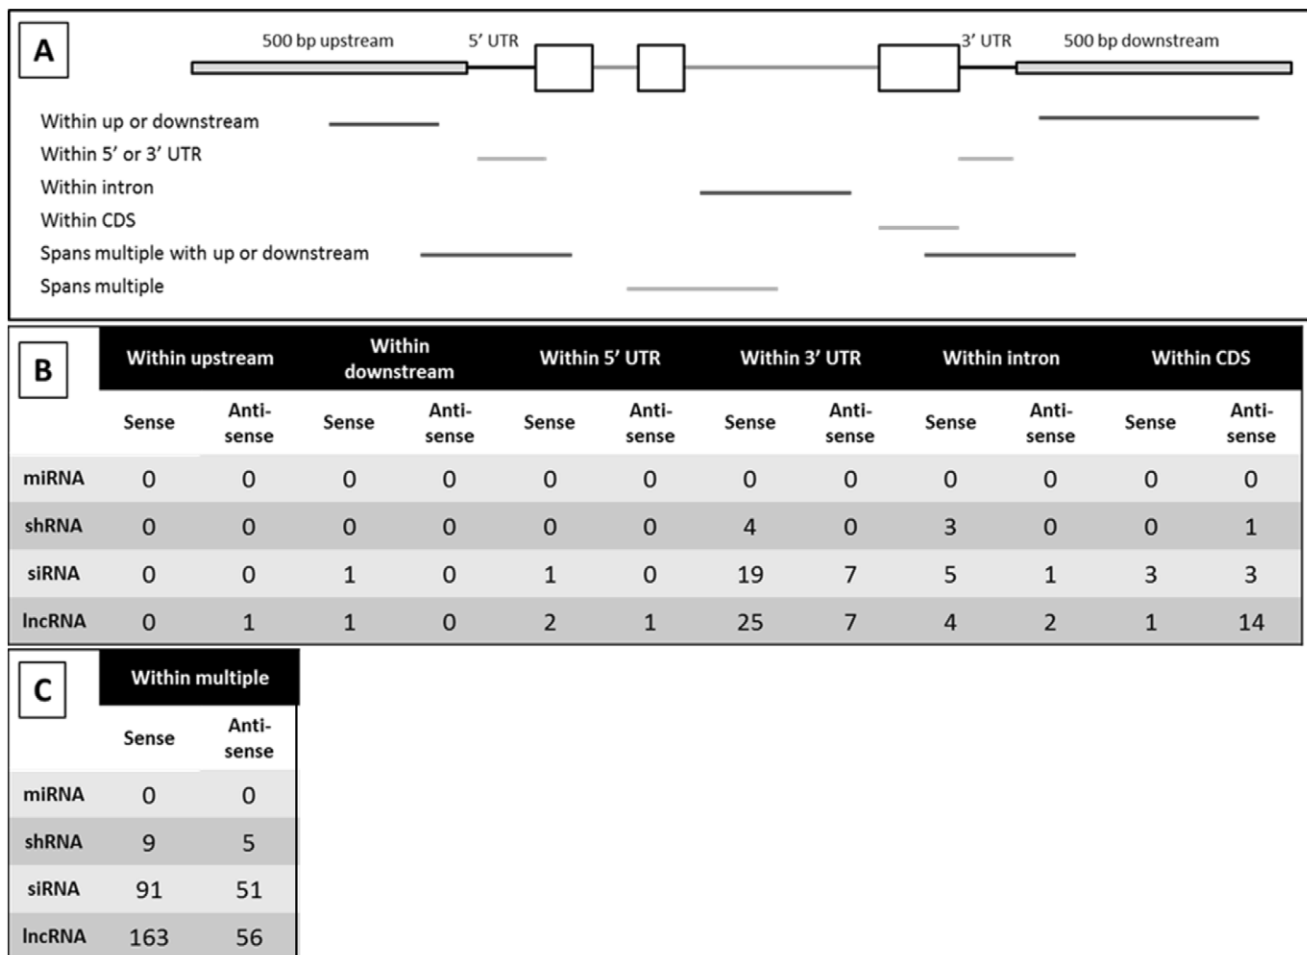 A
500 bp upstream 5' UTR 3' UTR 500 bp downstream
Within up or downstream
Within 5' or 3' UTR
Within intron
Within CDS
Spans multiple with up or downstream
Spans multiple
B
Within upstream Within downstream Within 5' UTR Within 3' UTR Within intron Within CDS
Sense Anti-sense Sense Anti-sense Sense Anti-sense Sense Anti-sense Sense Anti-sense Sense Anti-sense
miRNA 0 0 0 0 0 0 0 0 0 0 0 0
shRNA 0 0 0 0 0 0 4 0 3 0 0 1
siRNA 0 0 1 0 1 0 19 7 5 1 3 3
lncRNA 0 1 1 0 2 1 25 7 4 2 1 14
C
Within multiple
Sense Anti-sense
miRNA 0 0
shRNA 9 5
siRNA 91 51
lncRNA 163 56